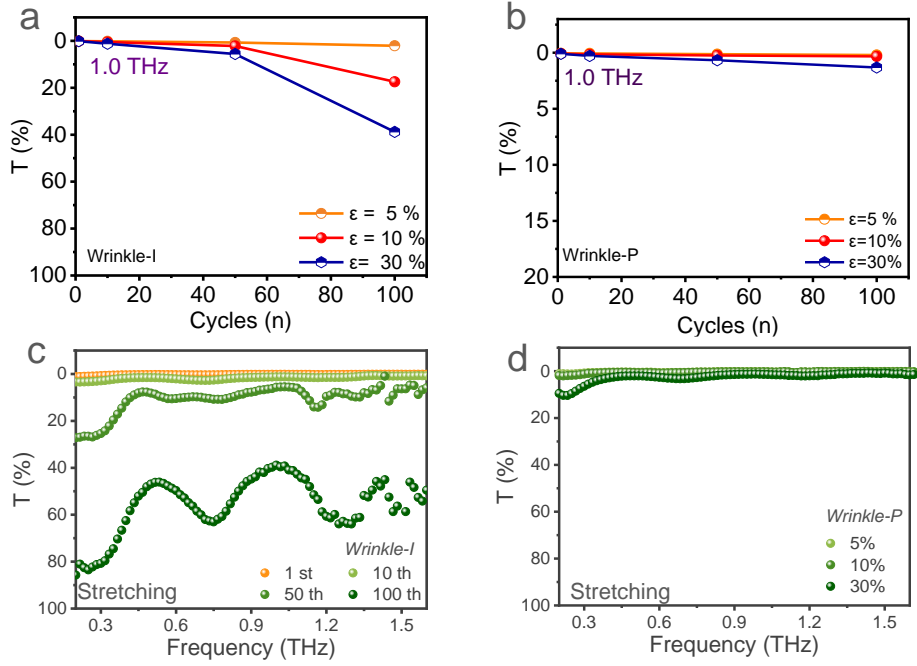 a
T (%)
0
20
40
60
80
100
1.0 THz
ε = 5 %
ε = 10 %
ε= 30 %
Wrinkle-I
0 20 40 60 80 100
Cycles (n)
b
T (%)
0
5
10
15
20
1.0 THz
ε=5 %
ε=10%
ε=30%
Wrinkle-P
0 20 40 60 80 100
Cycles (n)
c
T (%)
0
20
40
60
80
100
Wrinkle-I
1 st 10 th
50 th 100 th
Stretching
0.3 0.6 0.9 1.2 1.5
Frequency (THz)
d
T (%)
0
20
40
60
80
100
Wrinkle-P
5%
10%
30%
Stretching
0.3 0.6 0.9 1.2 1.5
Frequency (THz)